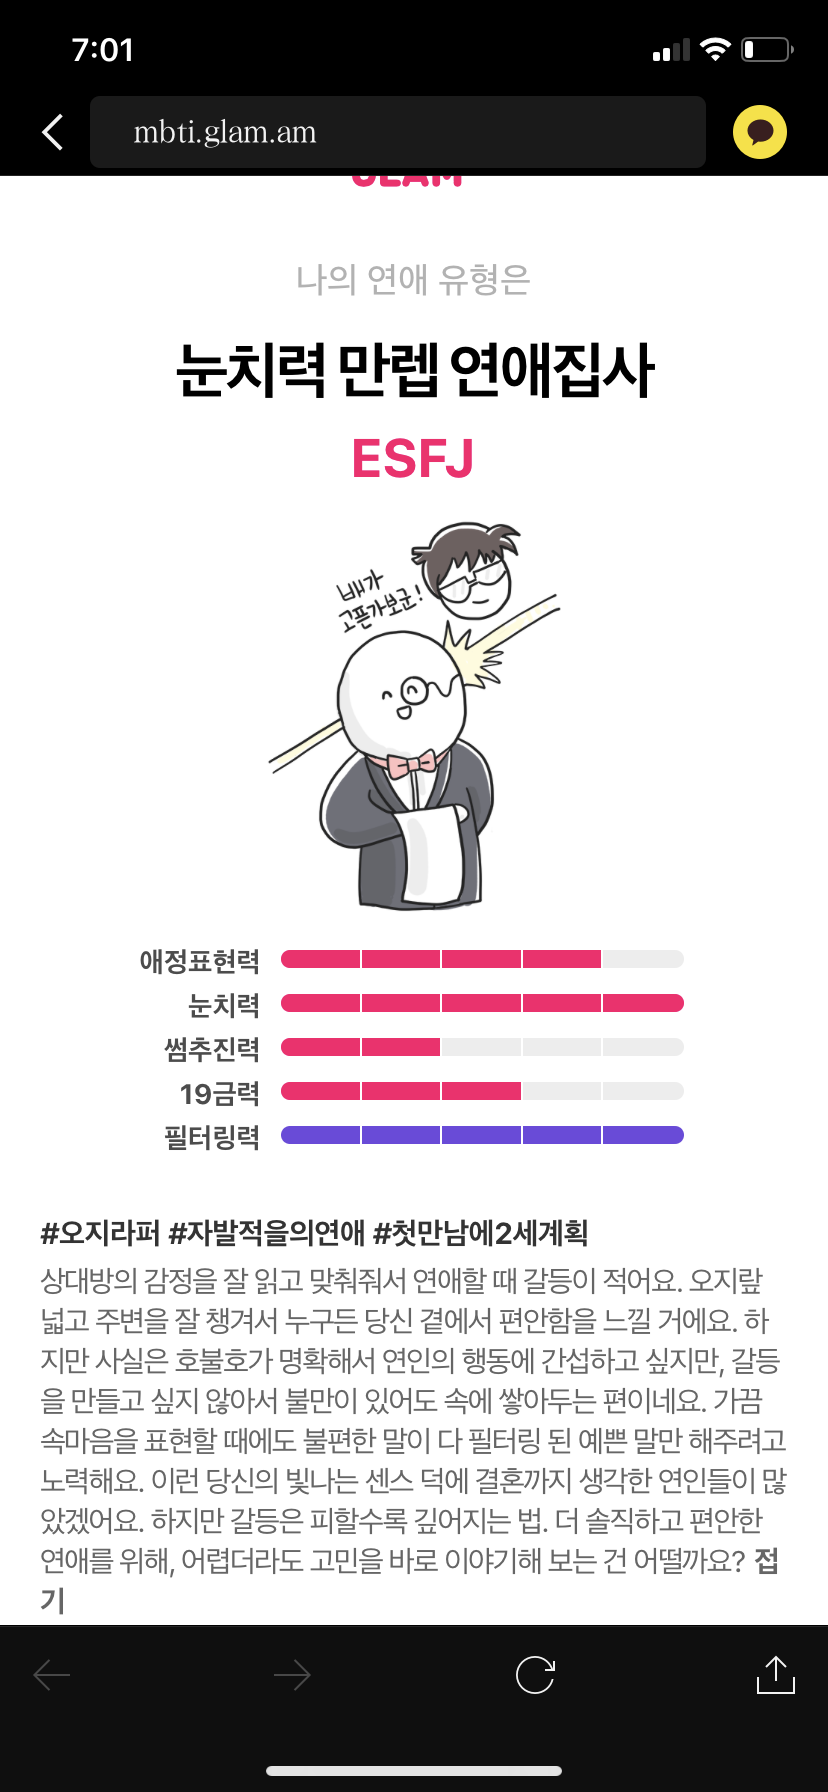 7:01
mbti.glam.am
GLAM
나의 연애 유형은
눈치력 만렙 연애집사
ESFJ
배가
고픈가보군!
애정표현력
눈치력
썸추진력
19금력
필터링력
#오지라퍼 #자발적을의연애 #첫만남에2세계획
상대방의 감정을 잘 읽고 맞춰줘서 연애할 때 갈등이 적어요. 오지랖
넓고 주변을 잘 챙겨서 누구든 당신 곁에서 편안함을 느낄 거에요. 하
지만 사실은 호불호가 명확해서 연인의 행동에 간섭하고 싶지만, 갈등
을 만들고 싶지 않아서 불만이 있어도 속에 쌓아두는 편이네요. 가끔
속마음을 표현할 때에도 불편한 말이 다 필터링 된 예쁜 말만 해주려고
노력해요. 이런 당신의 빛나는 센스 덕에 결혼까지 생각한 연인들이 많
았겠어요. 하지만 갈등은 피할수록 깊어지는 법. 더 솔직하고 편안한
연애를 위해, 어렵더라도 고민을 바로 이야기해 보는 건 어떨까요? 접
기